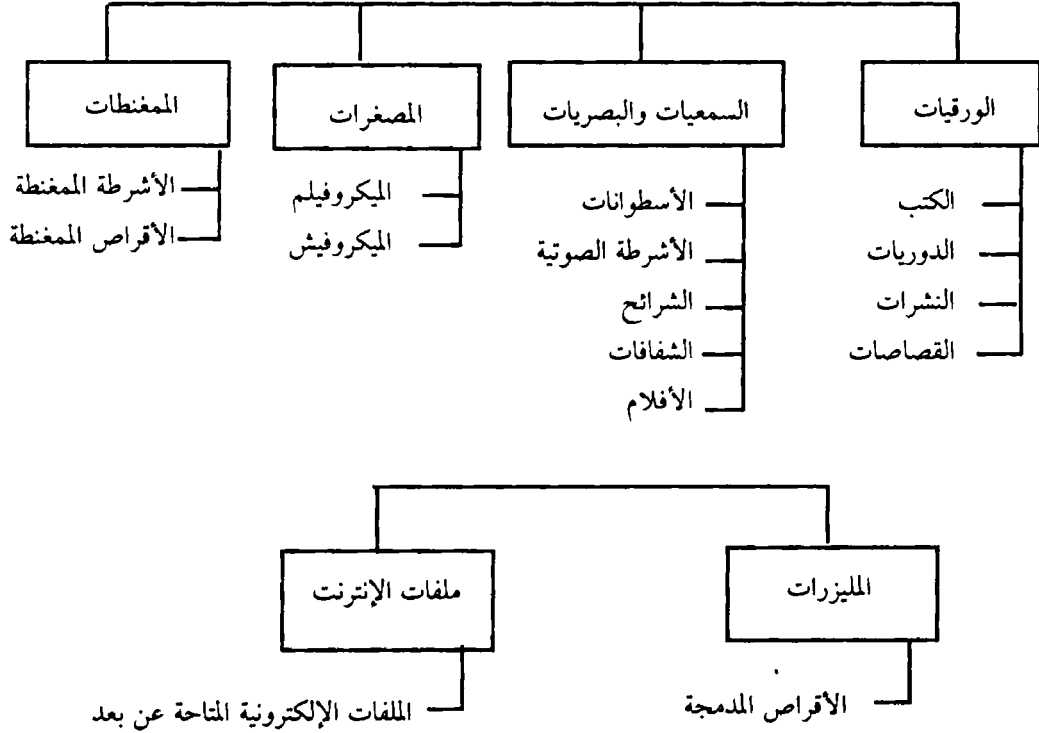 الورقيات
الكتب
الدوريات
النشرات
القصاصات
السمعيات والبصريات
الأسطوانات
الأشرطة الصوتية
الشرائح
الشفافات
الأفلام
المصغرات
الميكروفيلم
الميكروفيش
الممغنطات
الأشرطة الممغنطة
الأقراص الممغنطة
المليزرات
الأقراص المدمجة
ملفات الإنترنت
الملفات الإلكترونية المتاحة عن بعد